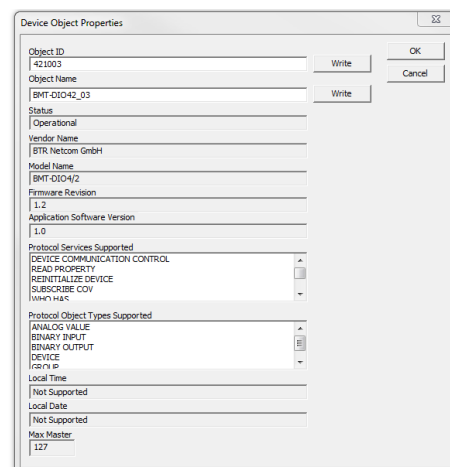 Device Object Properties
Object ID
421003
Write
OK
Cancel
Object Name
BMT-DIO42_03
Write
Status
Operational
Vendor Name
BTR Netcom GmbH
Model Name
BMT-DIO4/2
Firmware Revision
1.2
Application Software Version
1.0
Protocol Services Supported
DEVICE COMMUNICATION CONTROL
READ PROPERTY
REINITIALIZE DEVICE
SUBSCRIBE COV
WHO HAS
Protocol Object Types Supported
ANALOG VALUE
BINARY INPUT
BINARY OUTPUT
DEVICE
GROUP
Local Time
Not Supported
Local Date
Not Supported
Max Master
127